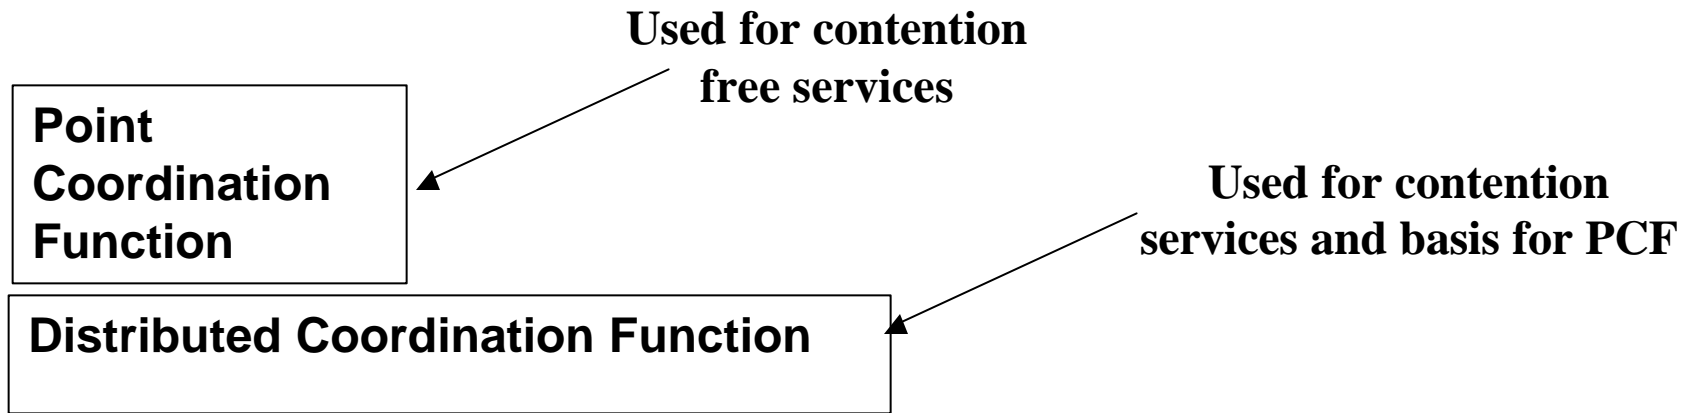 Used for contention
free services
Point
Coordination
Function
Used for contention
services and basis for PCF
Distributed Coordination Function